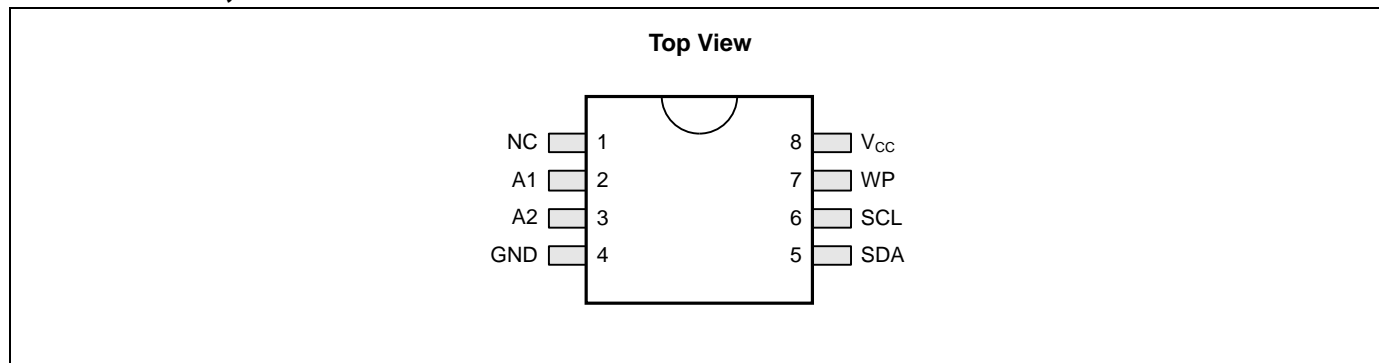 Top View
NC 1 8 VCC
A1 2 7 WP
A2 3 6 SCL
GND 4 5 SDA